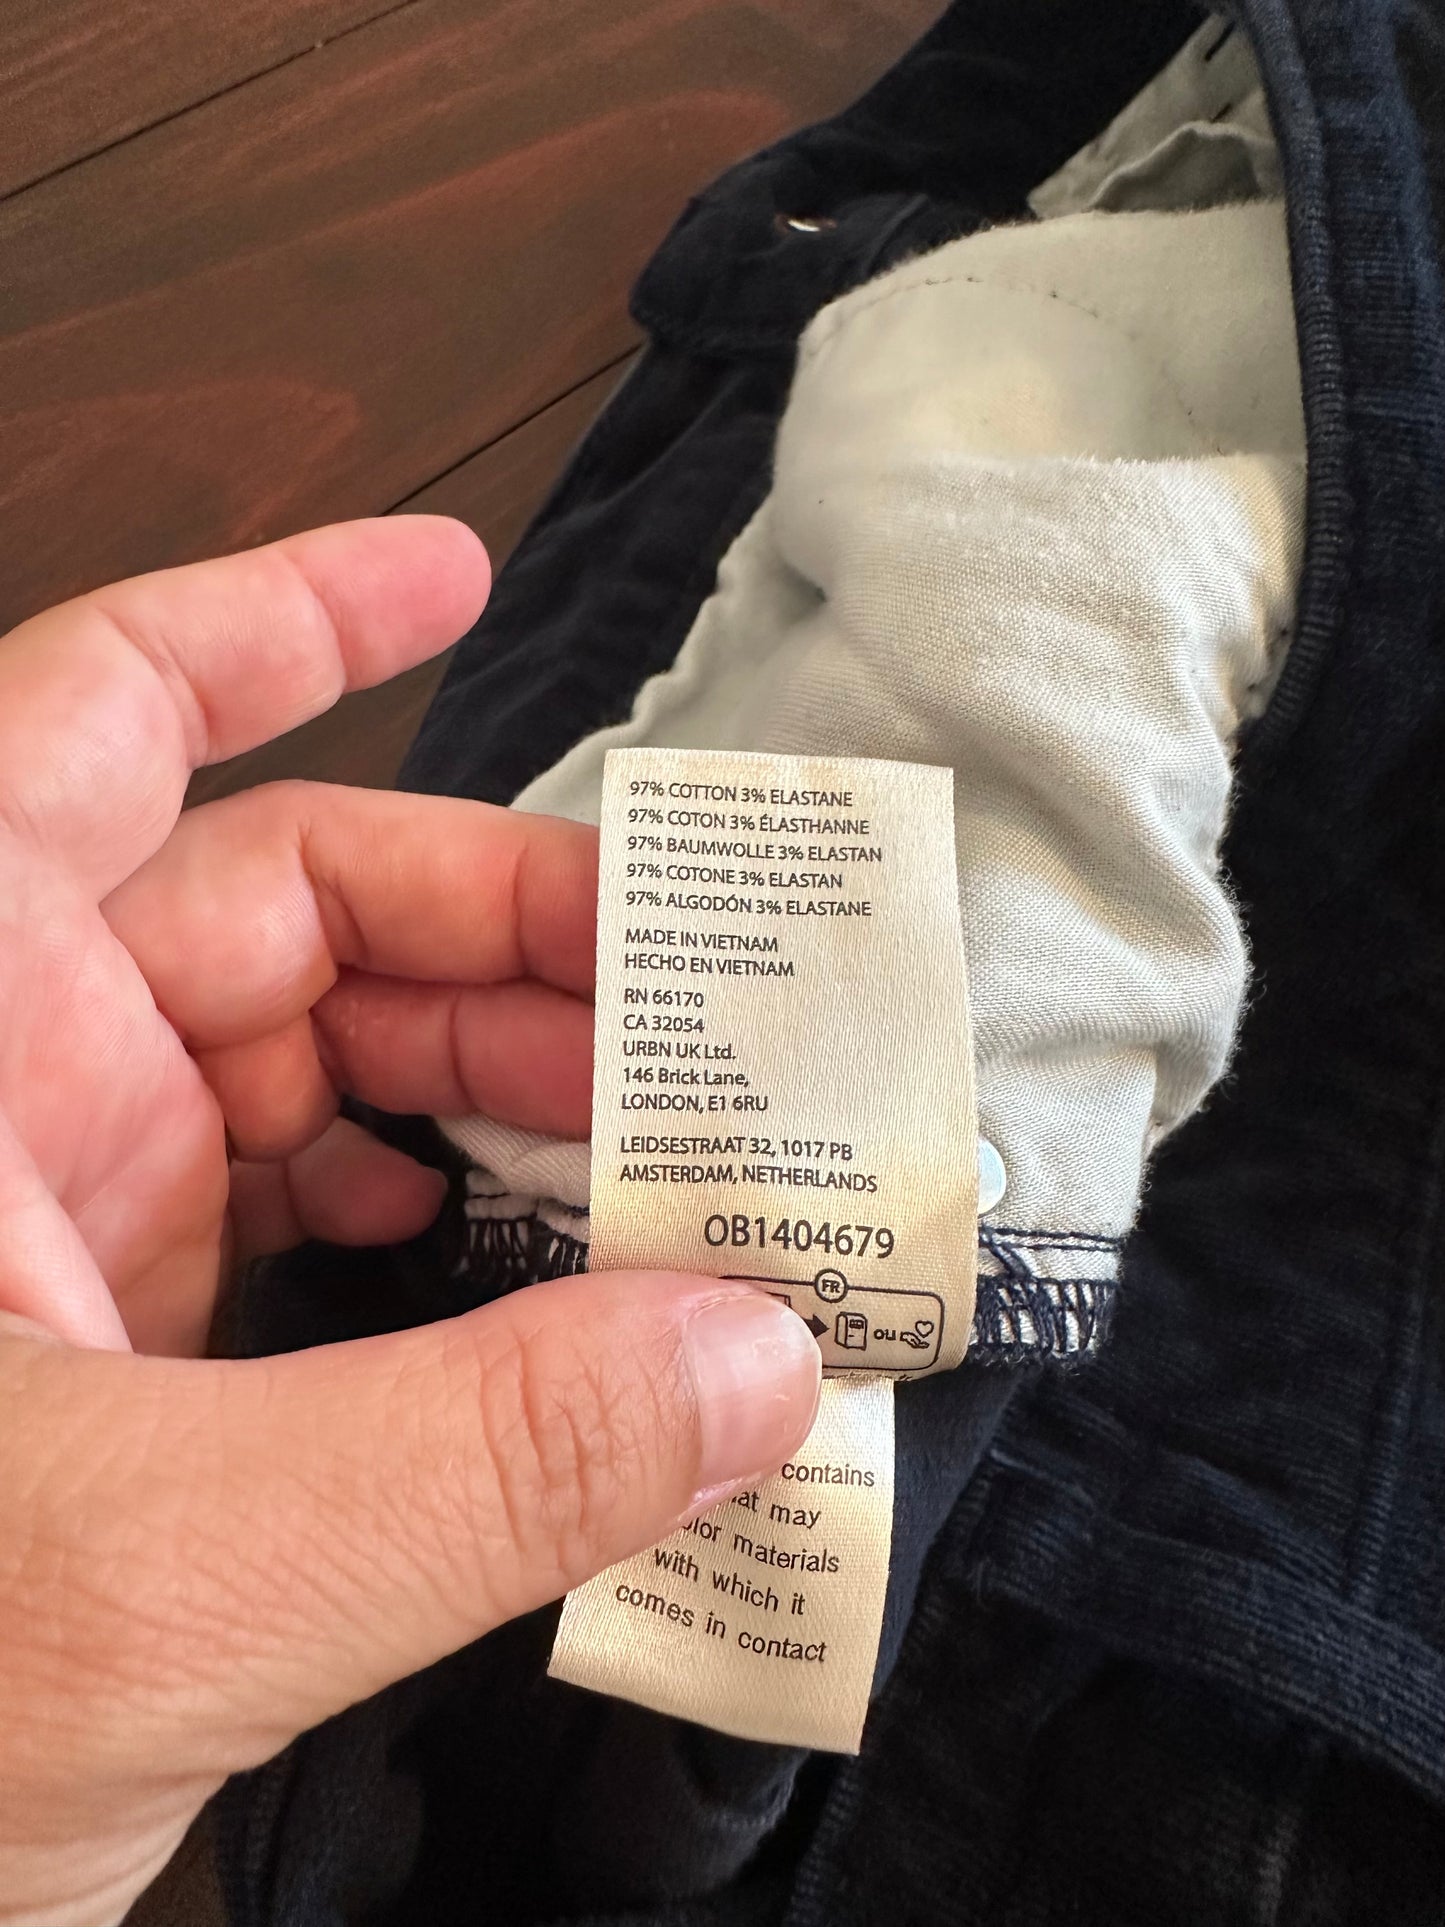 97% COTTON 3% ELASTANE
97% COTON 3% ÉLASTHANNE
97% BAUMWOLLE 3% ELASTAN
97% COTONE 3% ELASTAN
97% ALGODÓN 3% ELASTANE
MADE IN VIETNAM
HECHO EN VIETNAM
RN 66170
CA 32054
URBN UK Ltd.
146 Brick Lane,
LONDON, E1 6RU
LEIDSESTRAAT 32, 1017 PB
AMSTERDAM, NETHERLANDS
OB1404679
FR
ou
contains
may
materials
with which it
comes in contact